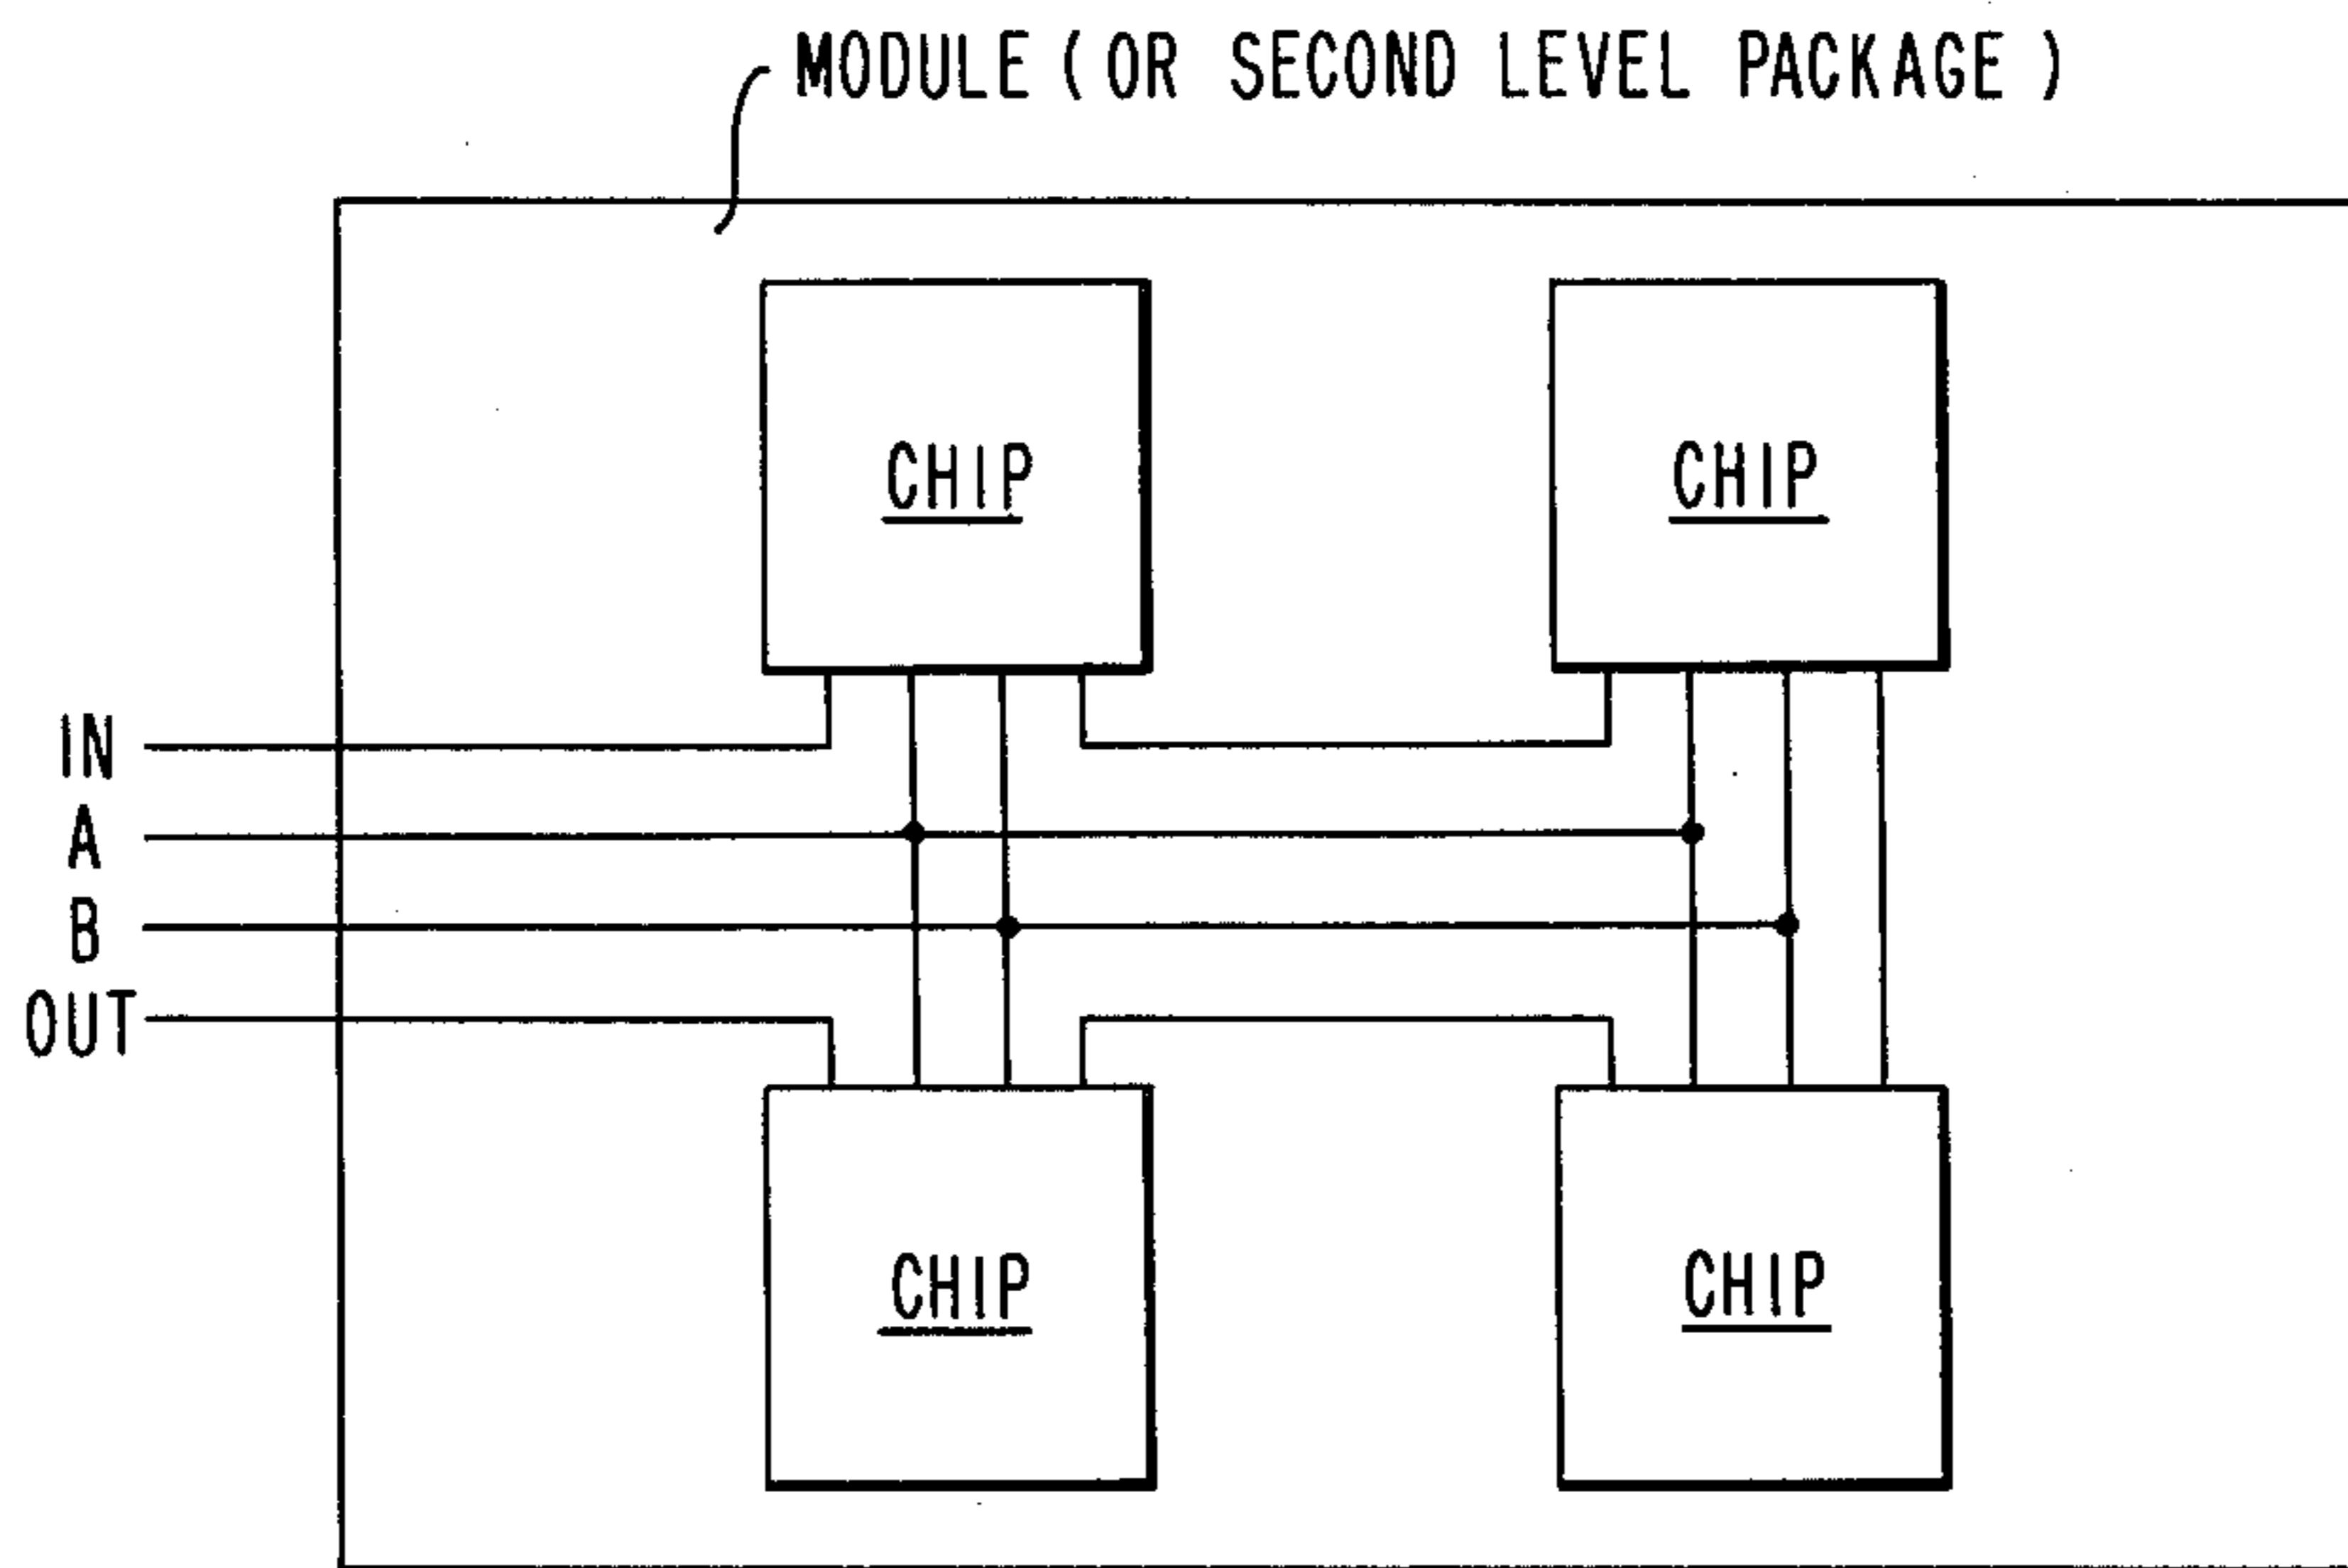 MODULE ( OR SECOND LEVEL PACKAGE )
CHIP CHIP
IN
A
B
OUT
CHIP CHIP